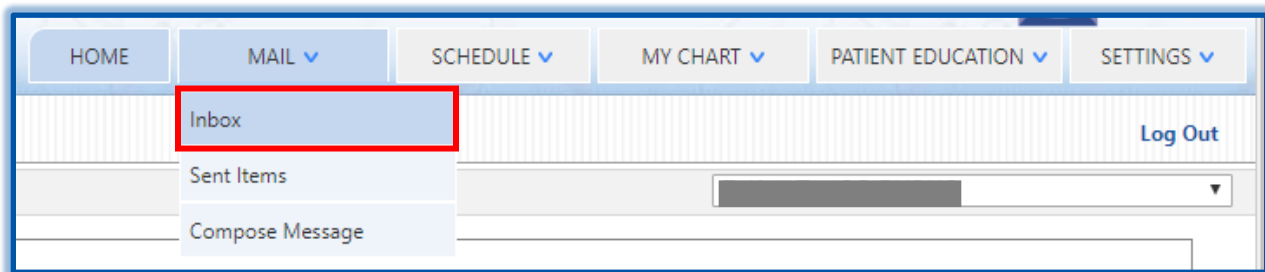 HOME MAIL SCHEDULE MY CHART PATIENT EDUCATION SETTINGS
Inbox
Log Out
Sent Items
Compose Message